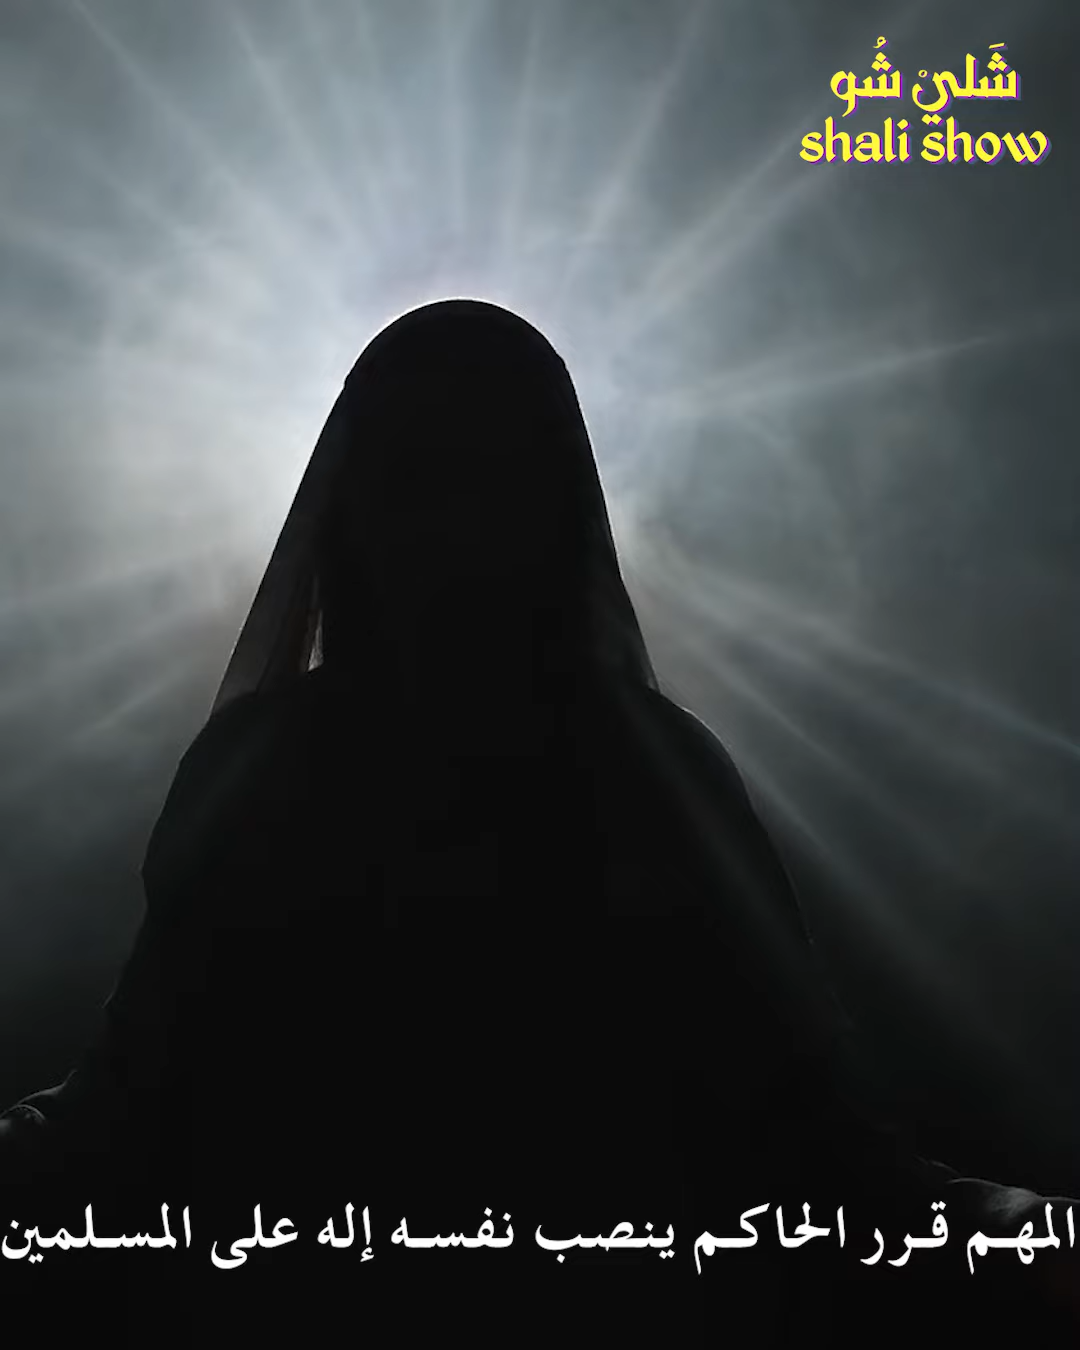 شَليْ شُو
shali show
المهم قرر الحاكم ينصب نفسه إله على المسلمين